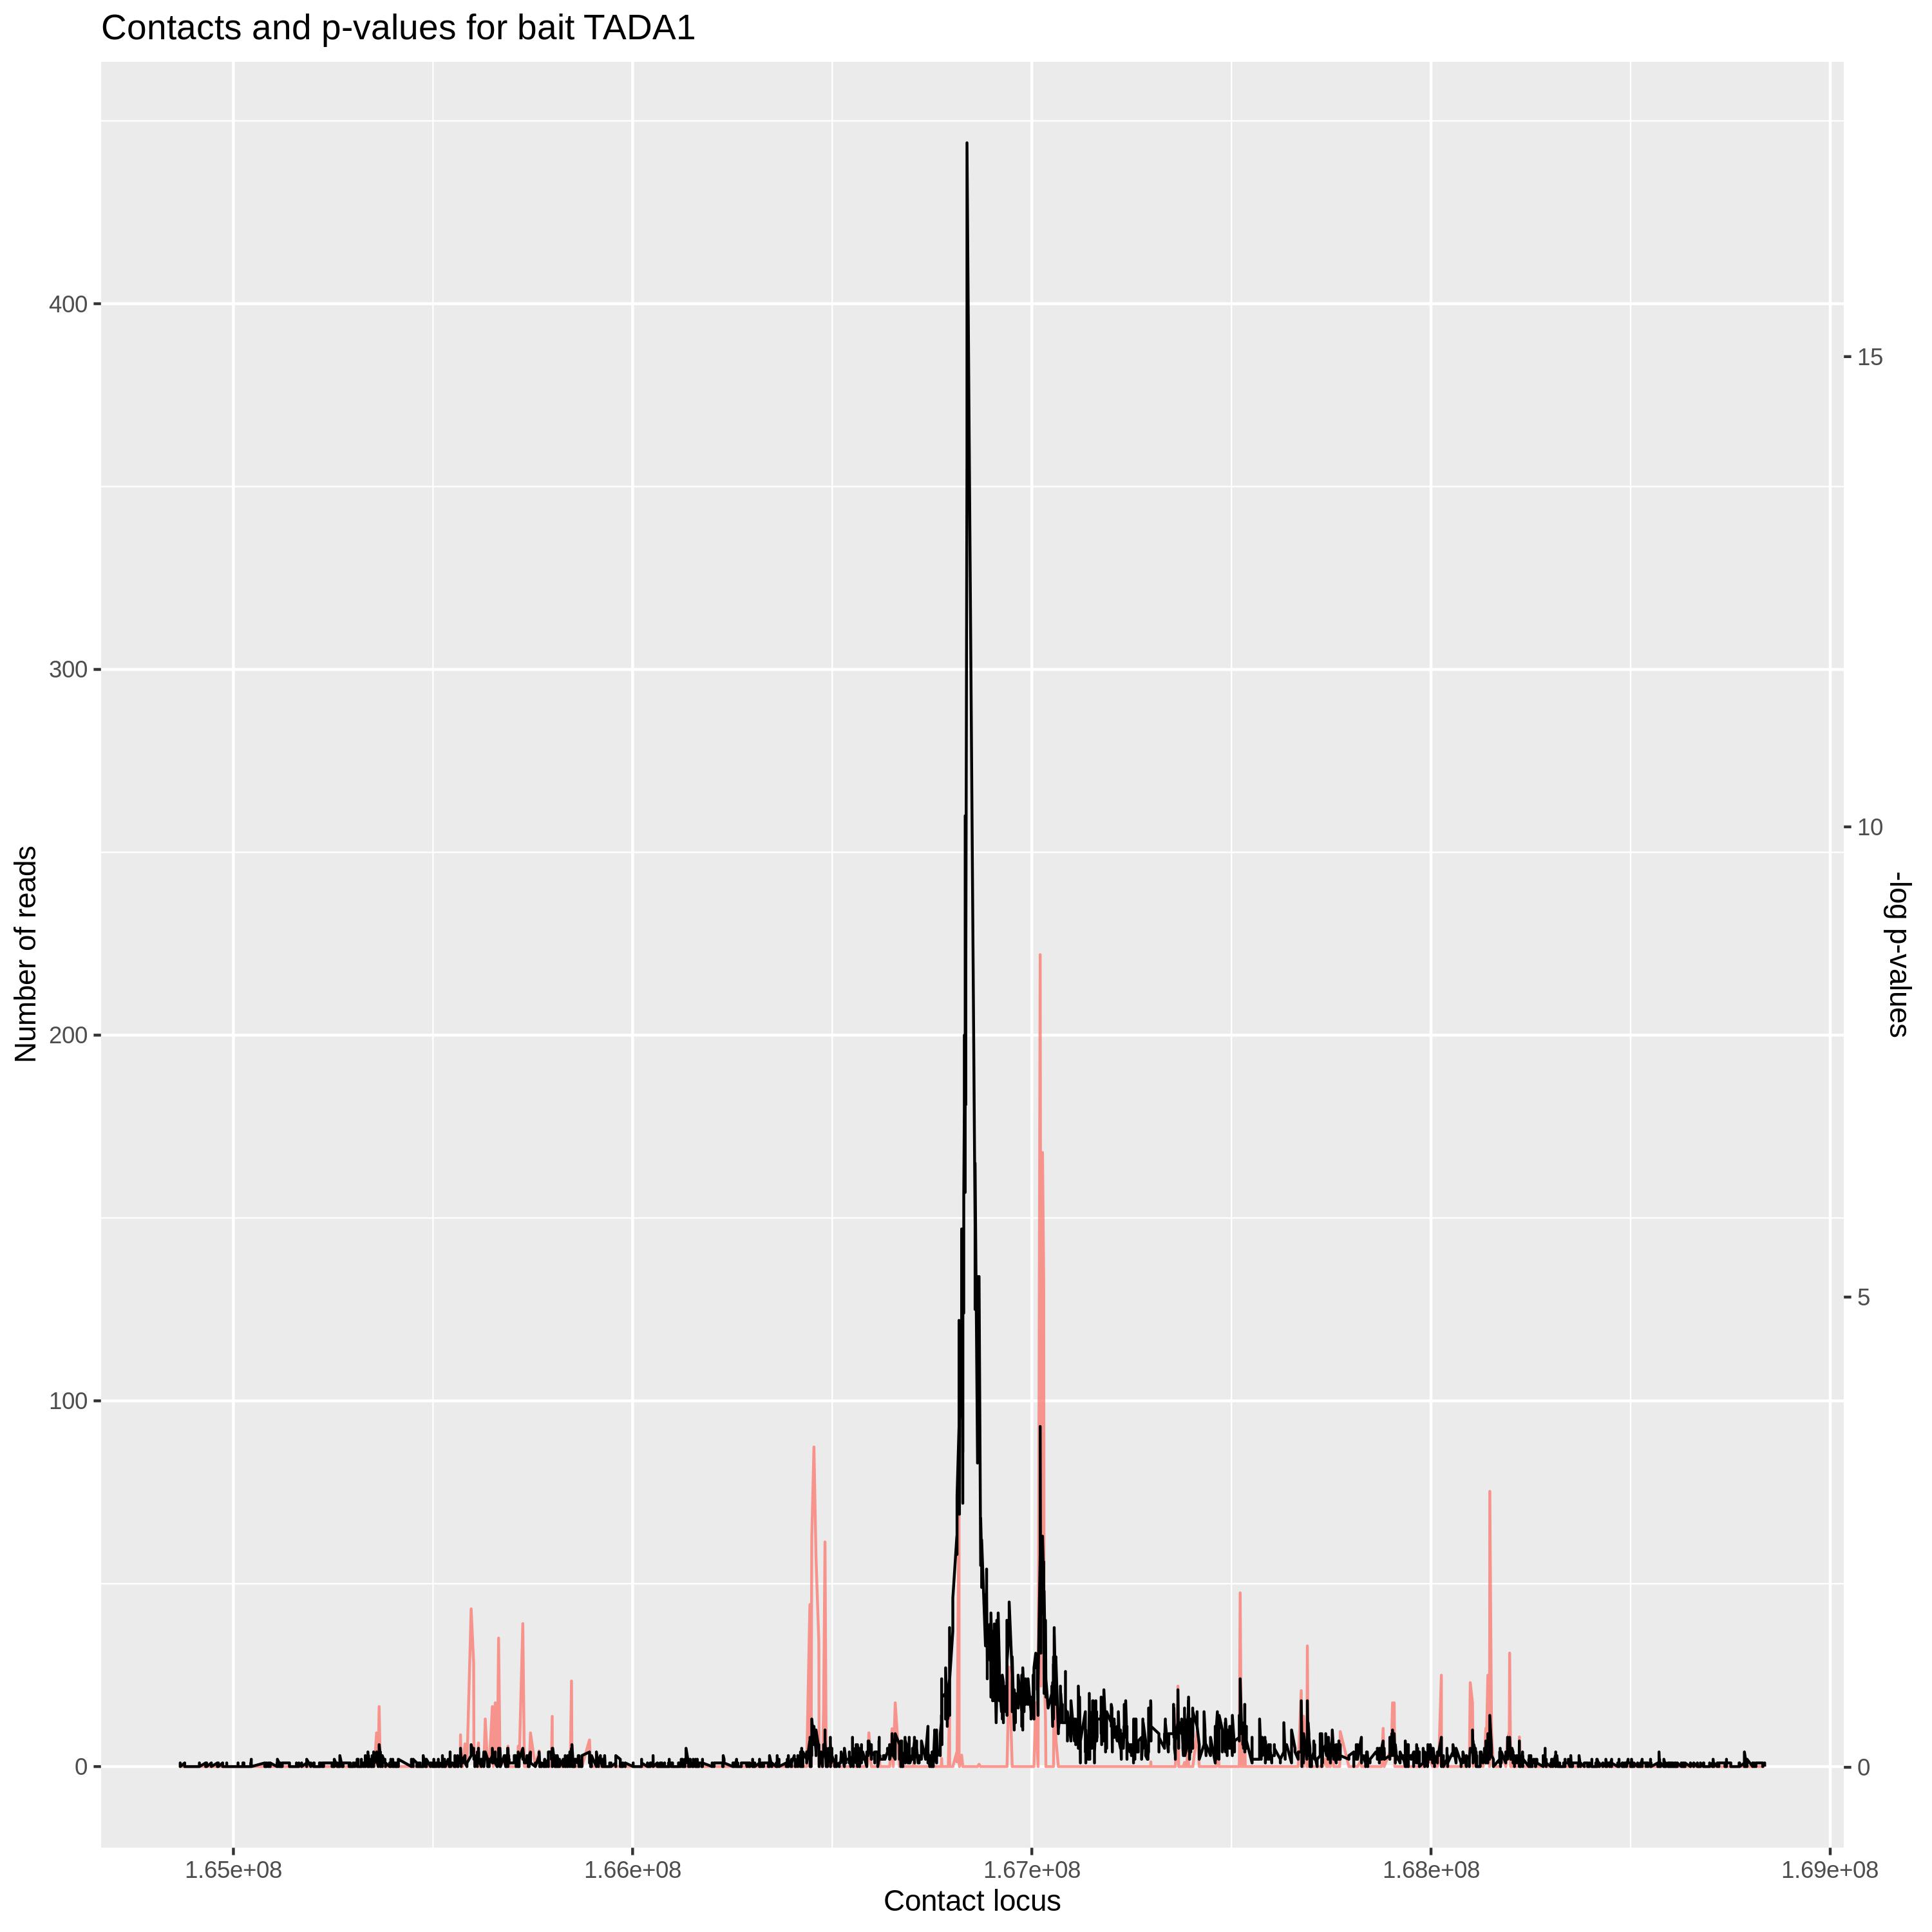 Contacts and p-values for bait TADA1
400
300
200
100
0
Number of reads
15
10
5
0
-log p-values
1.65e+08
1.66e+08
1.67e+08
1.68e+08
1.69e+08
Contact locus